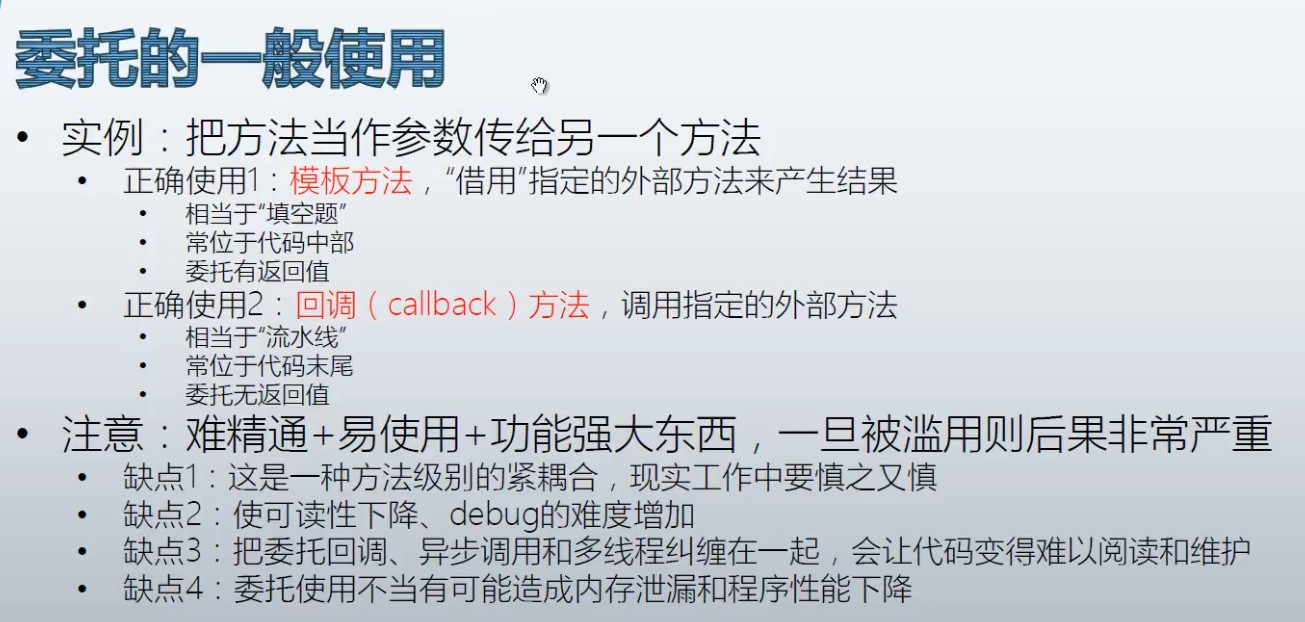 委托的一般使用
• 实例：把方法当作参数传给另一个方法
• 正确使用1：模板方法，“借用”指定的外部方法来产生结果
• 相当于“填空题”
• 常位于代码中部
• 委托有返回值
• 正确使用2：回调（callback）方法，调用指定的外部方法
• 相当于“流水线”
• 常位于代码末尾
• 委托无返回值
• 注意：难精通+易使用+功能强大东西，一旦被滥用则后果非常严重
• 缺点1：这是一种方法级别的紧耦合，现实工作中要慎之又慎
• 缺点2：使可读性下降、debug的难度增加
• 缺点3：把委托回调、异步调用和多线程纠缠在一起，会让代码变得难以阅读和维护
• 缺点4：委托使用不当有可能造成内存泄漏和程序性能下降